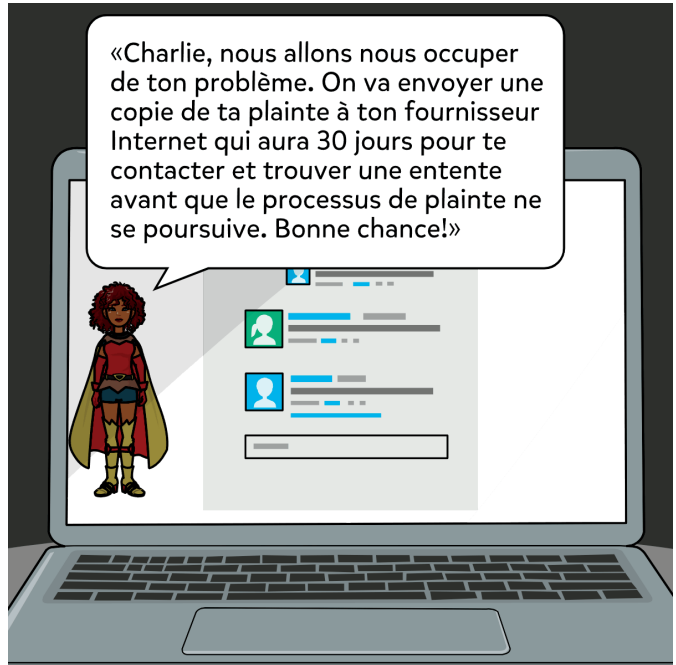 «Charlie, nous allons nous occuper
de ton problème. On va envoyer une
copie de ta plainte à ton fournisseur
Internet qui aura 30 jours pour te
contacter et trouver une entente
avant que le processus de plainte ne
se poursuive. Bonne chance!»